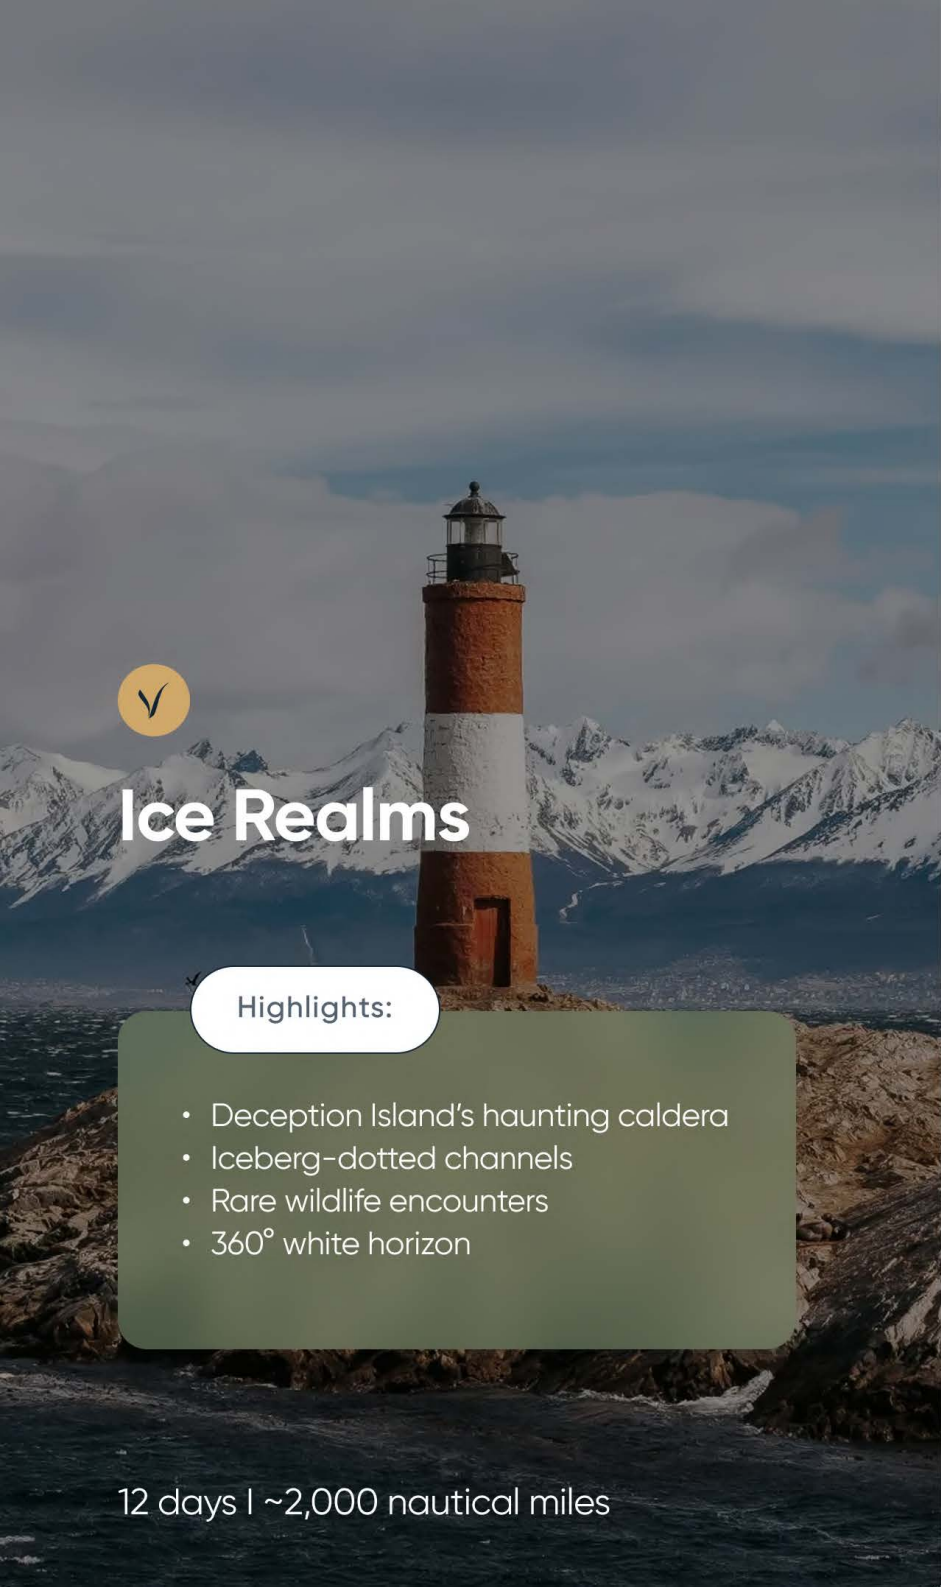 Ice Realms
Highlights:
• Deception Island's haunting caldera
• Iceberg-dotted channels
• Rare wildlife encounters
• 360° white horizon
12 days | ~2,000 nautical miles